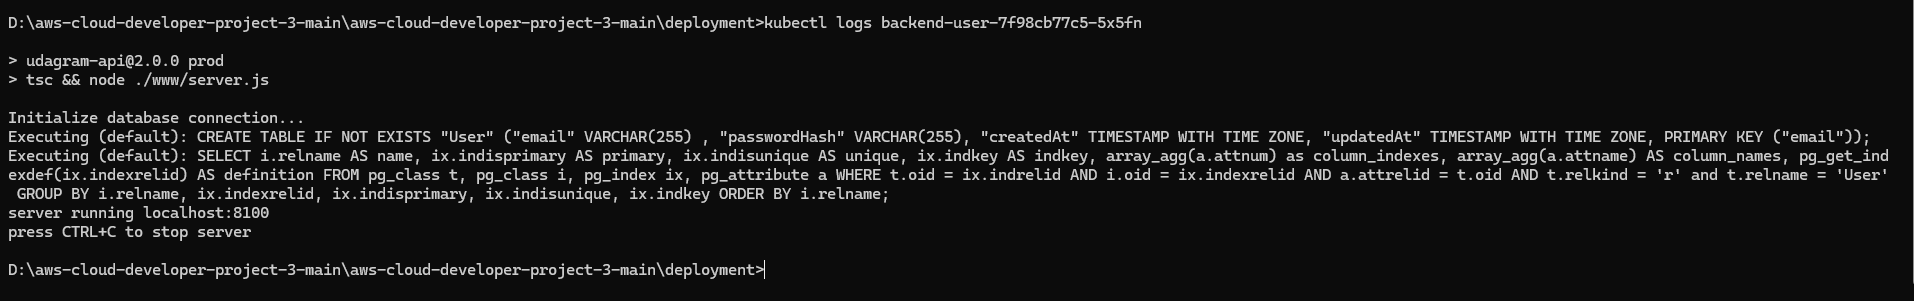 D:\aws-cloud-developer-project-3-main\aws-cloud-developer-project-3-main\deployment>kubectl logs backend-user-7f98cb77c5-5x5fn
> udagram-api@2.0.0 prod
> tsc && node ./www/server.js
Initialize database connection...
Executing (default): CREATE TABLE IF NOT EXISTS "User" ("email" VARCHAR(255) , "passwordHash" VARCHAR(255), "createdAt" TIMESTAMP WITH TIME ZONE, "updatedAt" TIMESTAMP WITH TIME ZONE, PRIMARY KEY ("email"));
Executing (default): SELECT i.relname AS name, ix.indisprimary AS primary, ix.indisunique AS unique, ix.indkey AS indkey, array_agg(a.attnum) as column_indexes, array_agg(a.attname) AS column_names, pg_get_ind
exdef(ix.indexrelid) AS definition FROM pg_class t, pg_class i, pg_index ix, pg_attribute a WHERE t.oid = ix.indrelid AND i.oid = ix.indexrelid AND a.attrelid = t.oid AND t.relkind = 'r' and t.relname = 'User'
 GROUP BY i.relname, ix.indexrelid, ix.indisprimary, ix.indisunique, ix.indkey ORDER BY i.relname;
server running localhost:8100
press CTRL+C to stop server
D:\aws-cloud-developer-project-3-main\aws-cloud-developer-project-3-main\deployment>